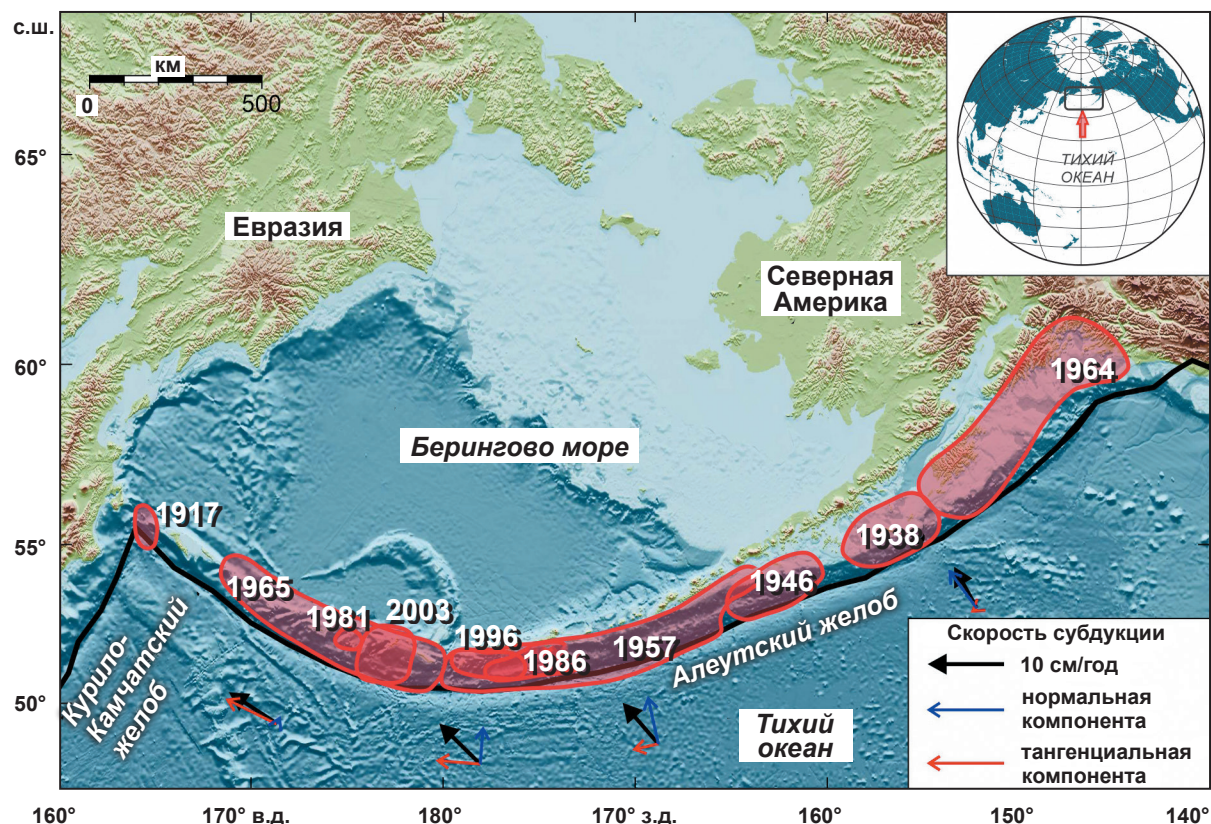 с.ш.
км
0
500
65°
60°
55°
50°
Евразия
Северная
Америка
ТИХИЙ
ОКЕАН
Берингово море
1964
1938
1946
1917
1965
1981
2003
1996
1986
1957
Курило-
Камчатский
желоб
Алеутский желоб
Тихий
океан
Скорость субдукции
10 см/год
нормальная
компонента
тангенциальная
компонента
160°
170° в.д.
180°
170° з.д.
160°
150°
140°